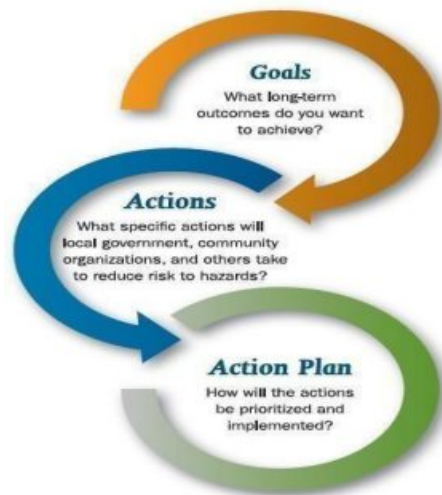 Goals
What long-term
outcomes do you want
to achieve?
Actions
What specific actions will
local government, community
organizations, and others take
to reduce risk to hazards?
Action Plan
How will the actions
be prioritized and
implemented?